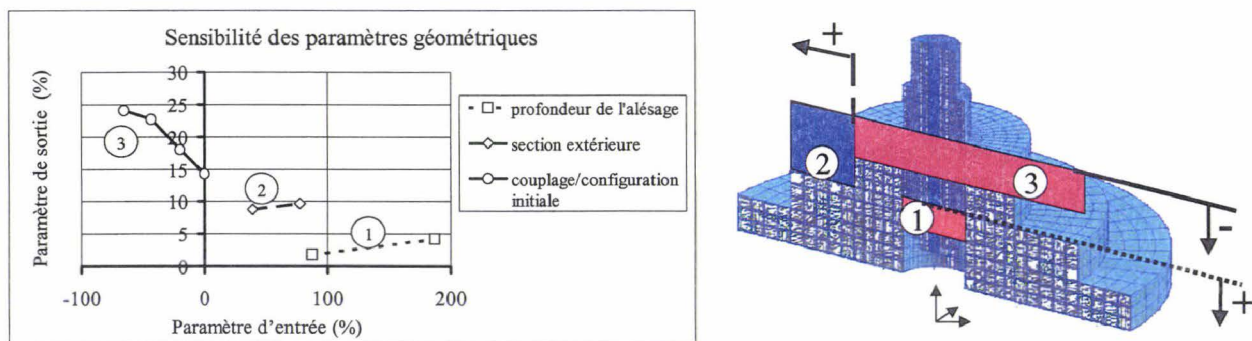 Sensibilité des paramètres géométriques
Paramètre de sortie (%)
30
25
20
15
10
5
0
-100
0
100
200
Paramètre d'entrée (%)
3
2
1
profondeur de l'alésage
section extérieure
couplage/configuration
initiale
+
2
3
1
-
+